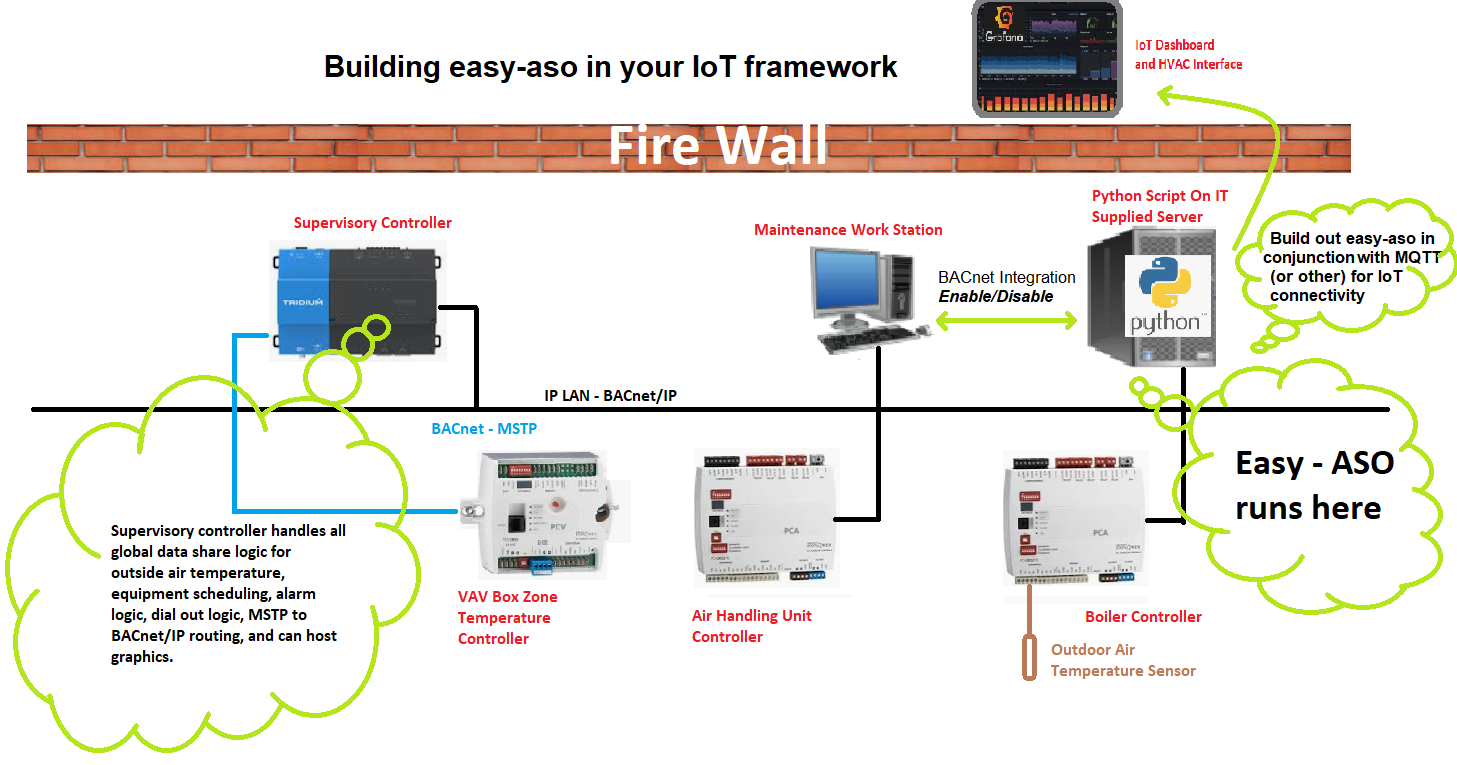 Grafana
IoT Dashboard
and HVAC Interface
Building easy-aso in your IoT framework
Fire Wall
Supervisory Controller
TRIDIUM
Maintenance Work Station
Python Script On IT
Supplied Server
BACnet Integration
Enable/Disable
python
Build out easy-aso in
conjunction with MQTT
(or other) for IoT
connectivity
IP LAN - BACnet/IP
BACnet - MSTP
PCV
PCA
PCA
Easy - ASO
runs here
Supervisory controller handles all
global data share logic for
outside air temperature,
equipment scheduling, alarm
logic, dial out logic, MSTP to
BACnet/IP routing, and can host
graphics.
VAV Box Zone
Temperature
Controller
Air Handling Unit
Controller
Boiler Controller
Outdoor Air
Temperature Sensor